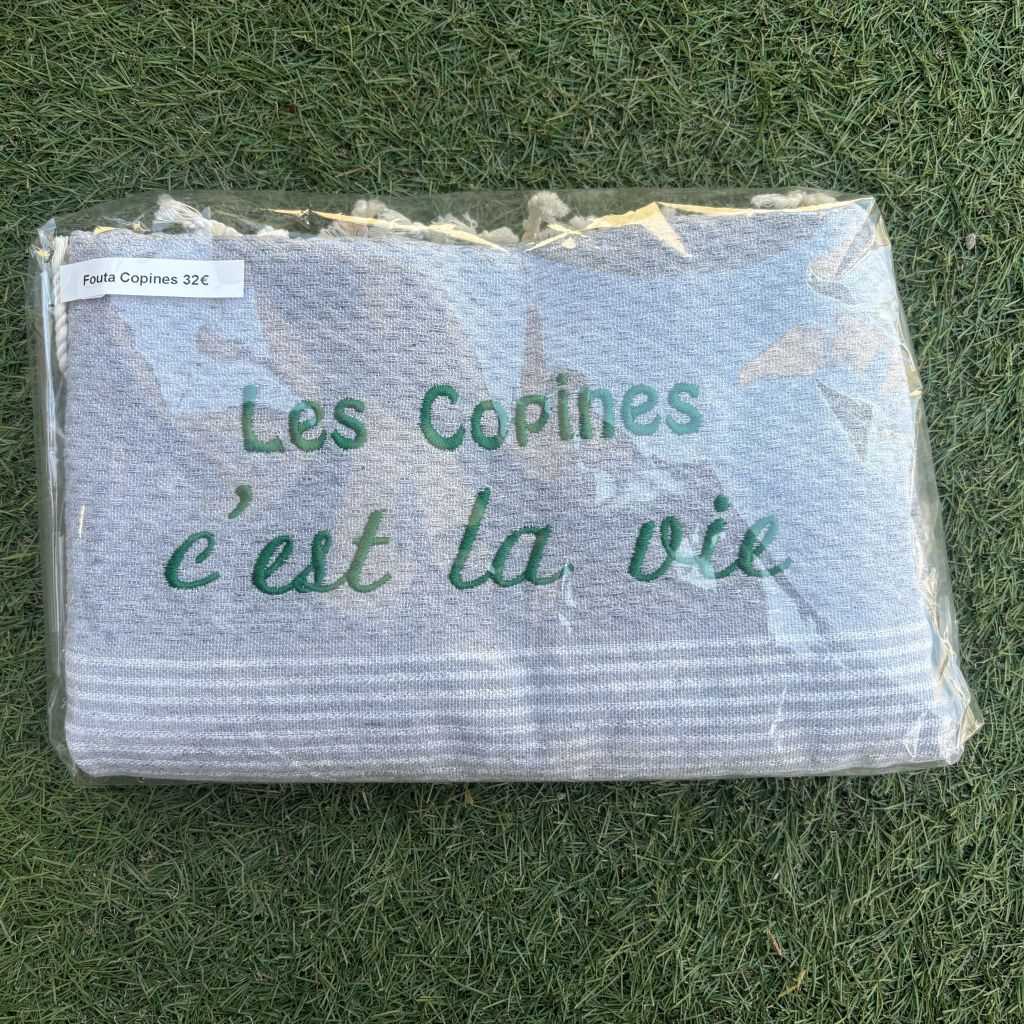 Fouta Copines 32€
Les Copines
c'est la vie